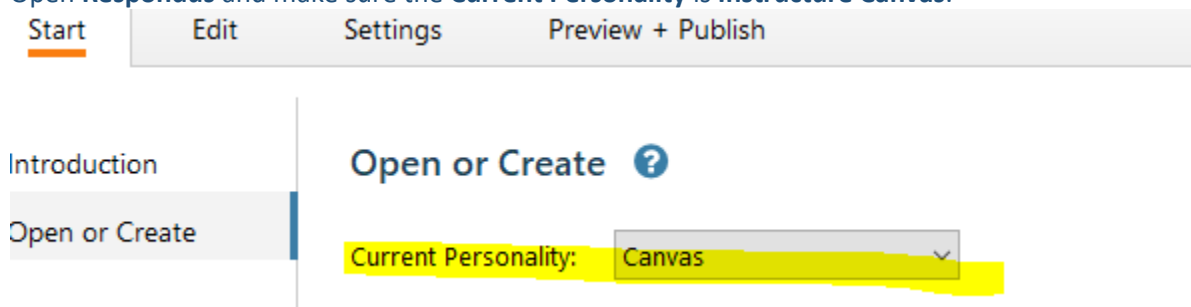 Open Respondus and make sure the Current Personality is Instructure Canvas.
Start Edit Settings Preview + Publish
Introduction
Open or Create
Open or Create ?
Current Personality: Canvas